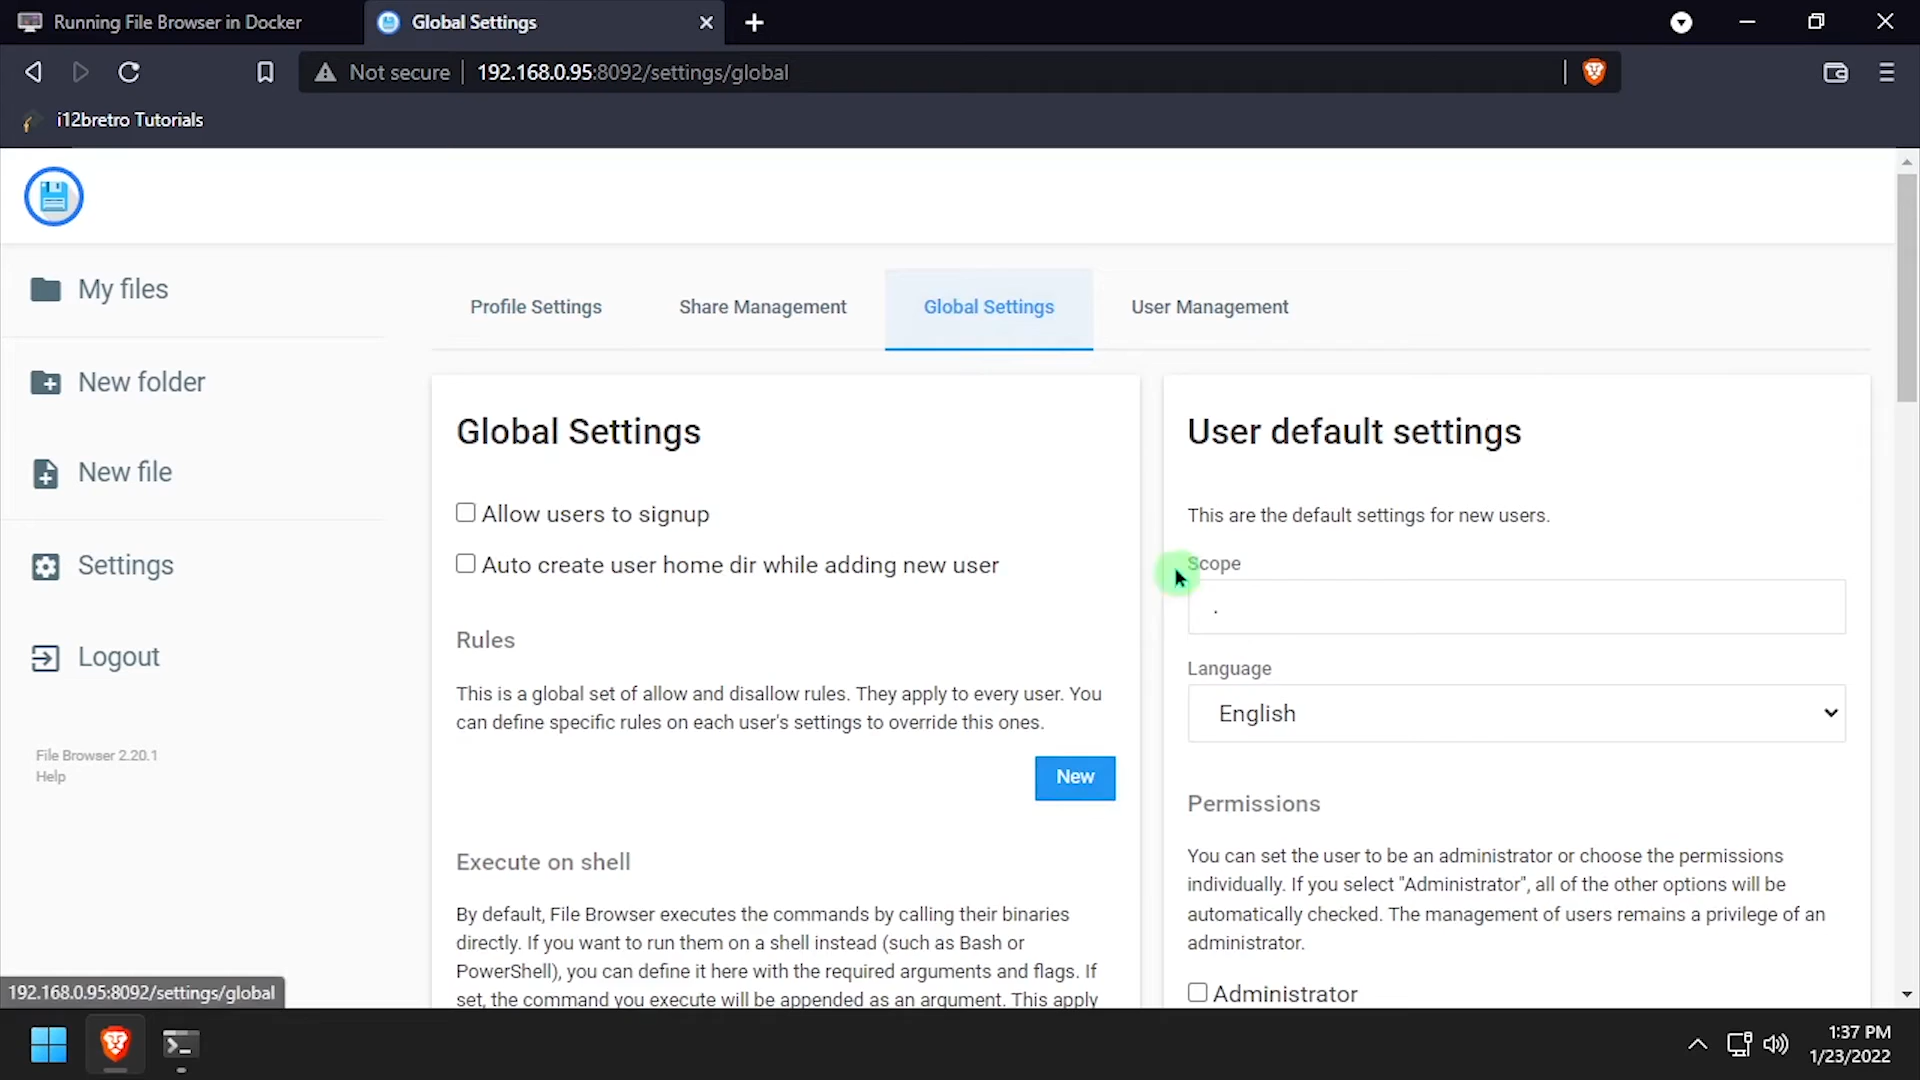 Running File Browser in Docker
Global Settings
Not secure
192.168.0.95:8092/settings/global
i12bretro Tutorials
My files
New folder
New file
Settings
Logout
File Browser 2.20.1
Help
Profile Settings
Share Management
Global Settings
User Management
Global Settings
Allow users to signup
Auto create user home dir while adding new user
Rules
This is a global set of allow and disallow rules. They apply to every user. You
can define specific rules on each user's settings to override this ones.
New
Execute on shell
By default, File Browser executes the commands by calling their binaries
directly. If you want to run them on a shell instead (such as Bash or
PowerShell), you can define it here with the required arguments and flags. If
set, the command you execute will be appended as an argument. This apply
User default settings
This are the default settings for new users.
Scope
.
Language
English
Permissions
You can set the user to be an administrator or choose the permissions
individually. If you select "Administrator", all of the other options will be
automatically checked. The management of users remains a privilege of an
administrator.
Administrator
192.168.0.95:8092/settings/global
1:37 PM
1/23/2022